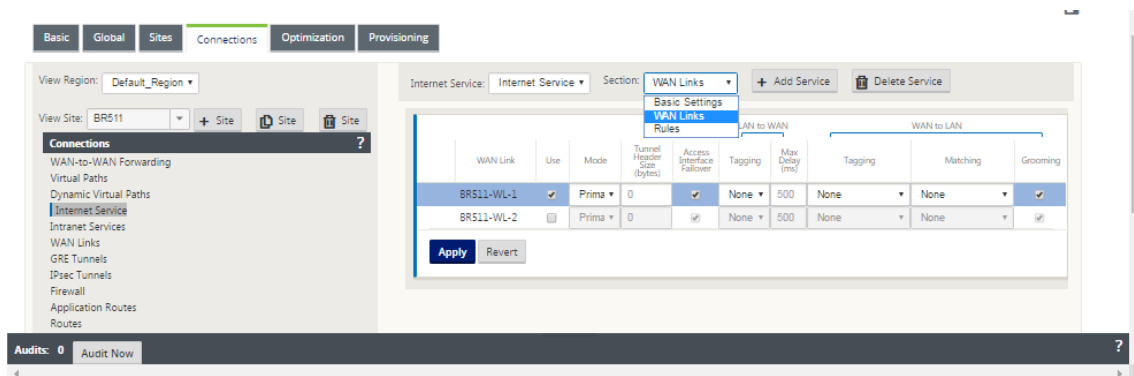 Basic Global Sites Connections Optimization Provisioning
View Region: Default_Region
Internet Service: Internet Service Section: WAN Links + Add Service Delete Service
Basic Settings
WAN Links
Rules
View Site: BR511 + Site Site Site
Connections ?
WAN-to-WAN Forwarding
Virtual Paths
Dynamic Virtual Paths
Internet Service
Intranet Services
WAN Links
GRE Tunnels
IPsec Tunnels
Firewall
Application Routes
Routes
LAN to WAN WAN to LAN
WAN Link Use Mode Tunnel Header Size (bytes) Access Interface Failover Tagging Max Delay (ms) Tagging Matching Grooming
BR511-WL-1 Prima 0 None 500 None None
BR511-WL-2 Prima 0 None 500 None None
Apply Revert
Audits: 0 Audit Now ?